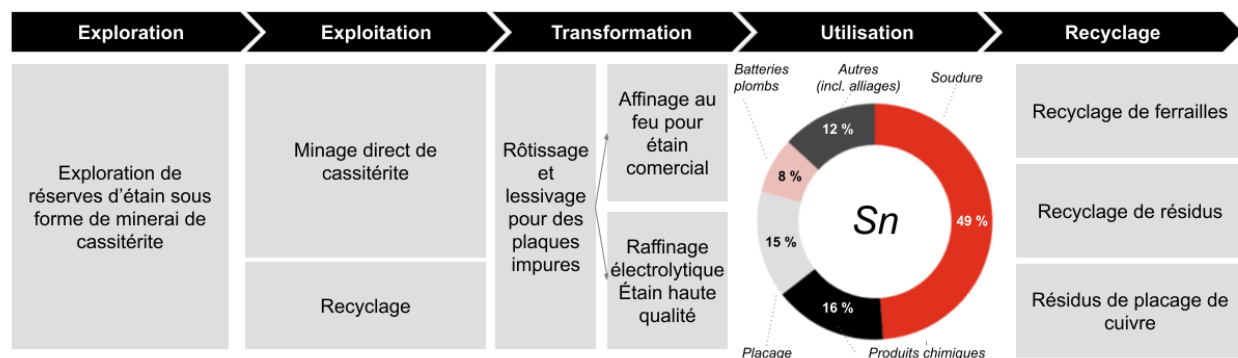 Exploration
Exploitation
Transformation
Utilisation
Recyclage
Exploration de
réserves d'étain sous
forme de minerai de
cassitérite
Minage direct de
cassitérite
Recyclage
Rôtissage
et
lessivage
pour des
plaques
impures
Affinage au
feu pour
étain
comercial
Raffinage
électrolytique
Étain haute
qualité
Batteries
plombs
Autres
(incl. alliages)
Soudure
12 %
8 %
15 %
49 %
16 %
Sn
Placage
Produits chimiques
Recyclage de ferrailles
Recyclage de résidus
Résidus de placage de
cuivre